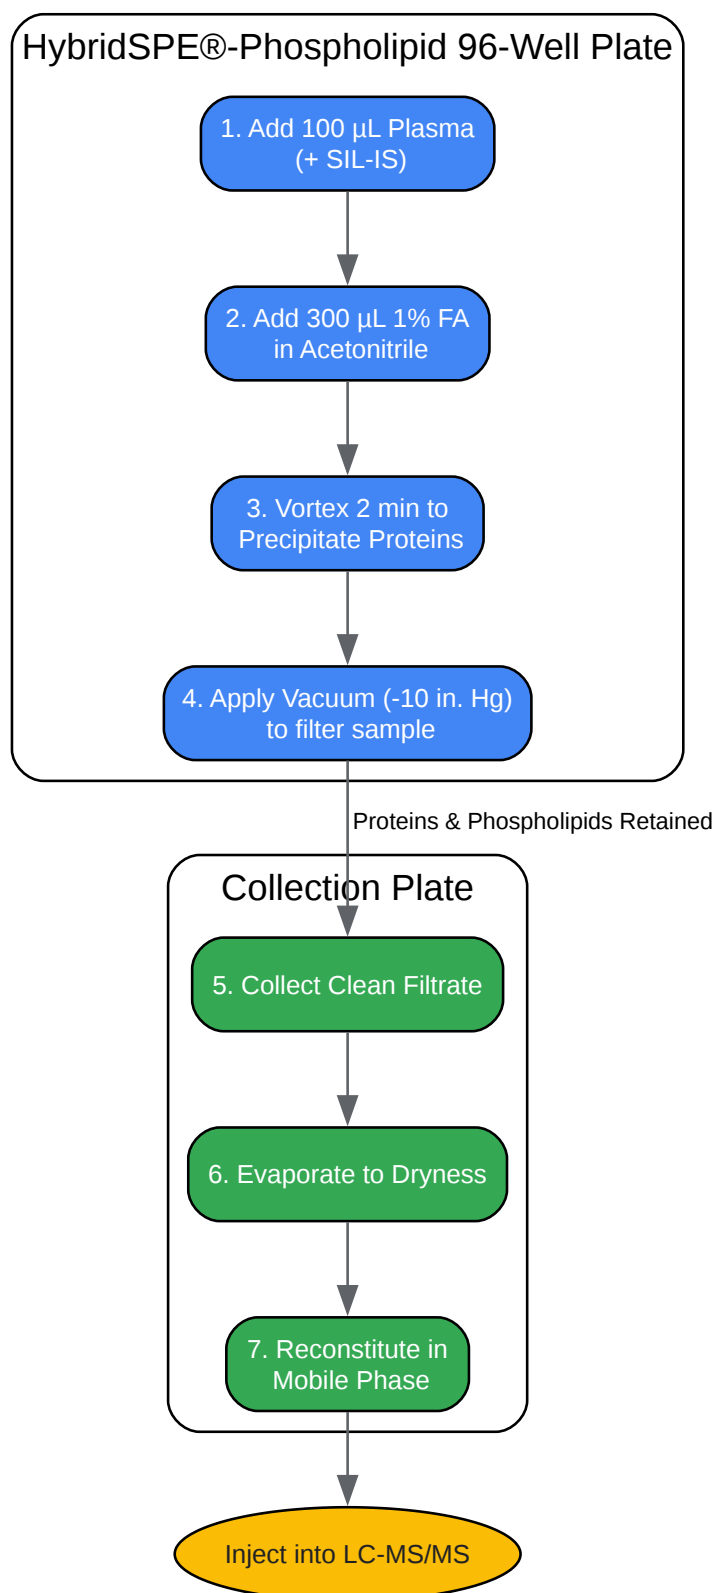 HybridSPE®-Phospholipid 96-Well Plate
1. Add 100 µL Plasma
(+ SIL-IS)
2. Add 300 µL 1% FA
in Acetonitrile
3. Vortex 2 min to
Precipitate Proteins
4. Apply Vacuum (-10 in. Hg)
to filter sample
Proteins & Phospholipids Retained
Collection Plate
5. Collect Clean Filtrate
6. Evaporate to Dryness
7. Reconstitute in
Mobile Phase
Inject into LC-MS/MS